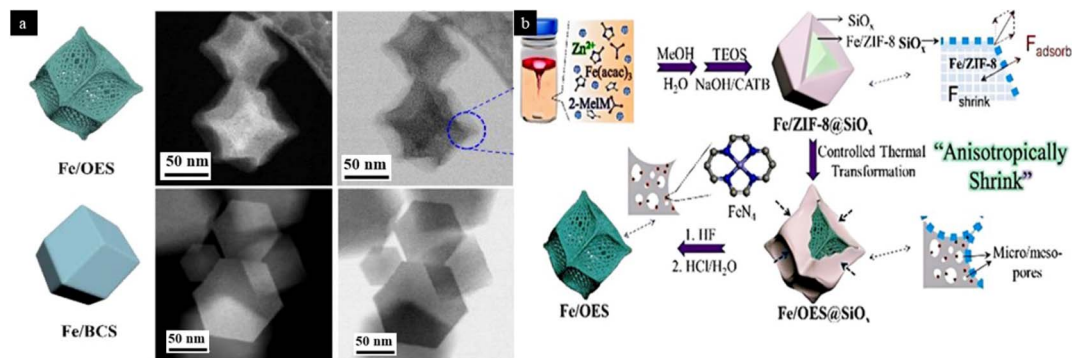 a
Fe/OES
50 nm
50 nm
Fe/BCS
50 nm
50 nm
b
Zn²⁺
Fe(acac)₃
2-MeIM
MeOH
H₂O
TEOS
NaOH/CATB
SiOₓ
Fe/ZIF-8
Fe/ZIF-8@SiOₓ
SiOₓ
Fe/ZIF-8
F adsorb
F shrink
Controlled Thermal
Transformation
"Anisotropically
Shrink"
FeN₄
1. HF
2. HCl/H₂O
Fe/OES
Fe/OES@SiOₓ
Micro/meso-
pores